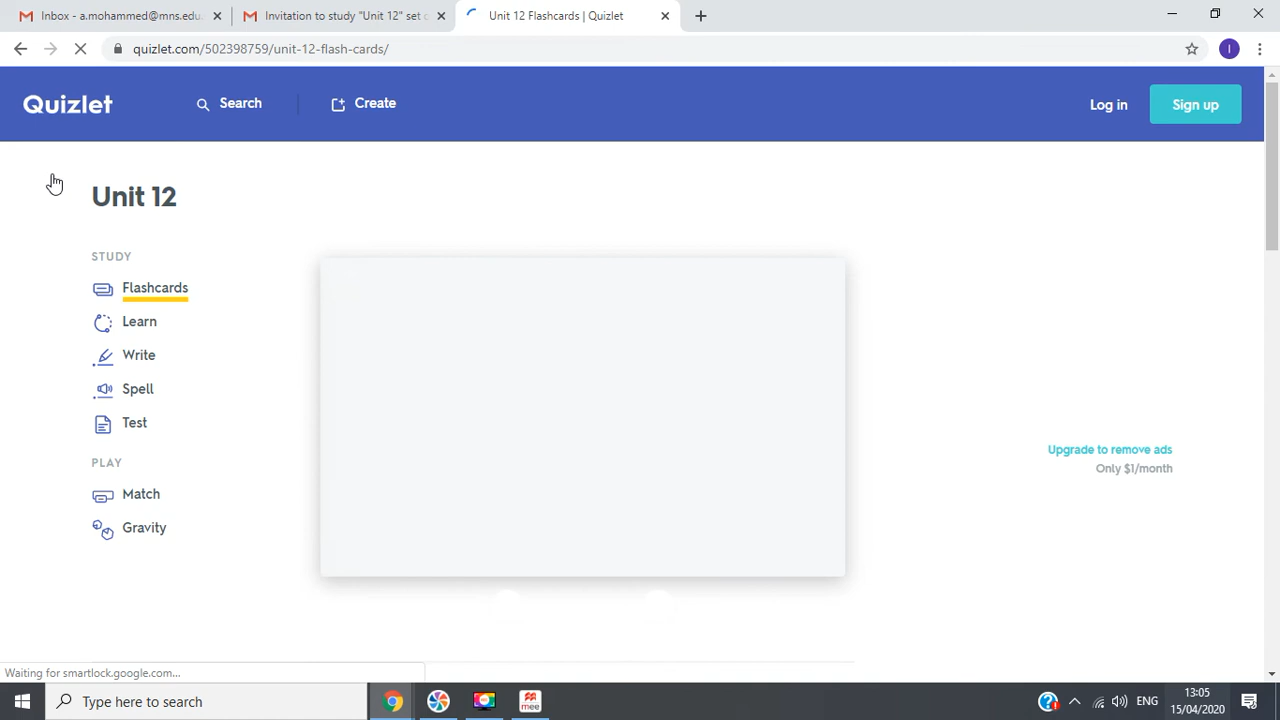 Inbox - a.mohammed@mns.edu.
Invitation to study "Unit 12" set o
Unit 12 Flashcards | Quizlet
quizlet.com/502398759/unit-12-flash-cards/
I
Quizlet
Search
Create
Log in
Sign up
Unit 12
STUDY
Flashcards
Learn
Write
Spell
Test
PLAY
Match
Gravity
Upgrade to remove ads
Only $1/month
Waiting for smartlock.google.com...
Type here to search
mee
ENG
13:05
15/04/2020